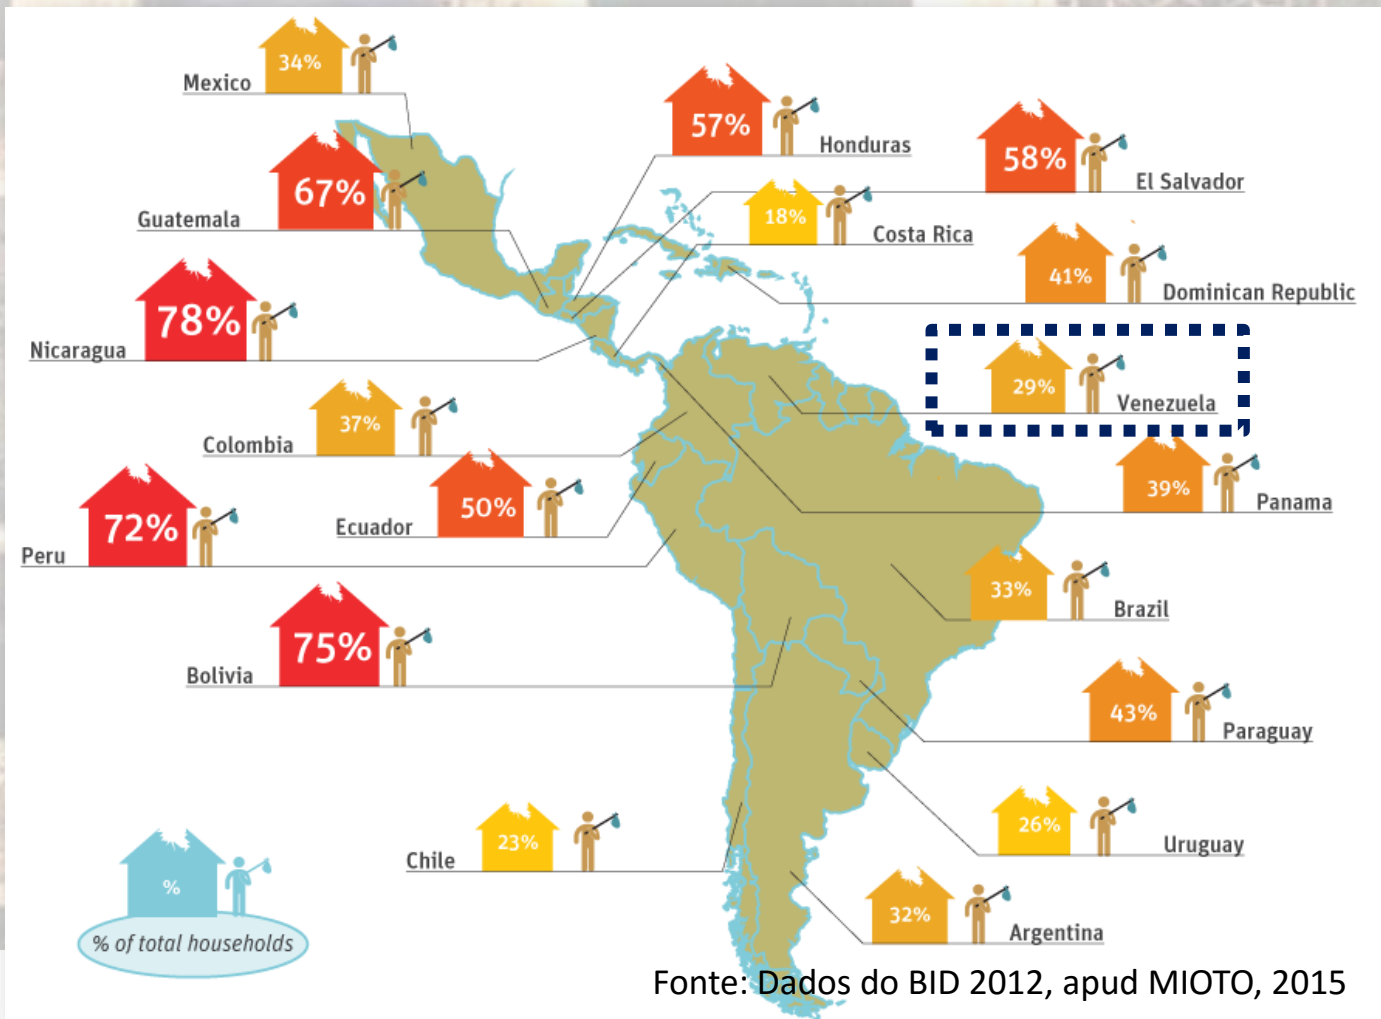 34%
Mexico
57%
Honduras
58%
El Salvador
67%
Guatemala
18%
Costa Rica
41%
Dominican Republic
78%
Nicaragua
29%
Venezuela
37%
Colombia
39%
Panama
50%
Ecuador
72%
Peru
33%
Brazil
75%
Bolivia
43%
Paraguay
23%
Chile
26%
Uruguay
32%
Argentina
%
% of total households
Fonte: Dados do BID 2012, apud MIOTO, 2015